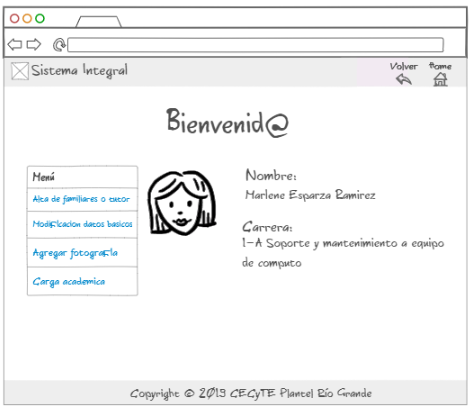 Sistema Integral
Volver Home
Bienvenid@
Menú
Alta de familiares o tutor
Modificacion datos basicos
Agregar fotografía
Carga academica
Nombre:
Marlene Esparza Ramirez
Carrera:
1-A Soporte y mantenimiento a equipo
de computo
Copyright © 2019 CECyTE Plantel Río Grande